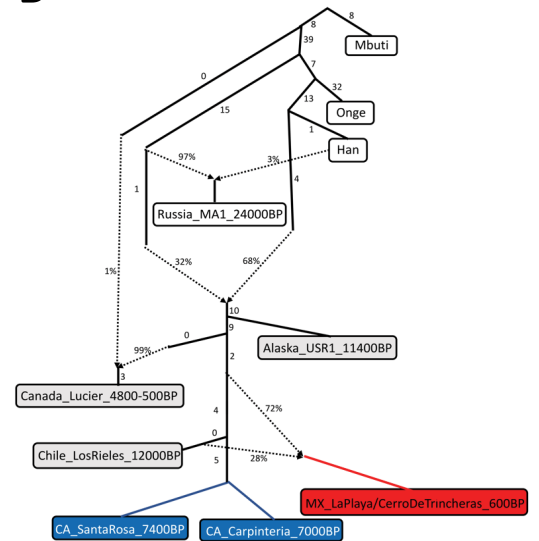 8
8
Mbuti
39
7
0
32
15
13
Onge
1
Han
97%
3%
4
1
Russia_MA1_24000BP
32%
68%
1%
10
9
0
Alaska_USR1_11400BP
99%
2
3
Canada_Lucier_4800-500BP
72%
4
0
Chile_LosRieles_12000BP
28%
5
MX_LaPlaya/CerroDeTrincheras_600BP
CA_SantaRosa_7400BP
CA_Carpinteria_7000BP